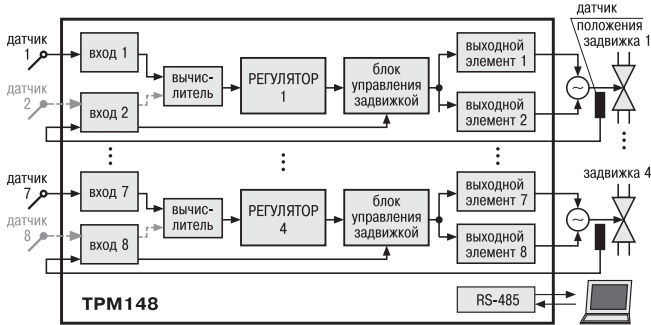 датчик
положения
задвижки 1
датчик
1
вход 1
вычис-
литель
РЕГУЛЯТОР
1
блок
управления
задвижкой
выходной
элемент 1
~
датчик
2
вход 2
выходной
элемент 2
датчик
7
вход 7
вычис-
литель
РЕГУЛЯТОР
4
блок
управления
задвижкой
выходной
элемент 7
~
задвижка 4
датчик
8
вход 8
выходной
элемент 8
ТРМ148
RS-485